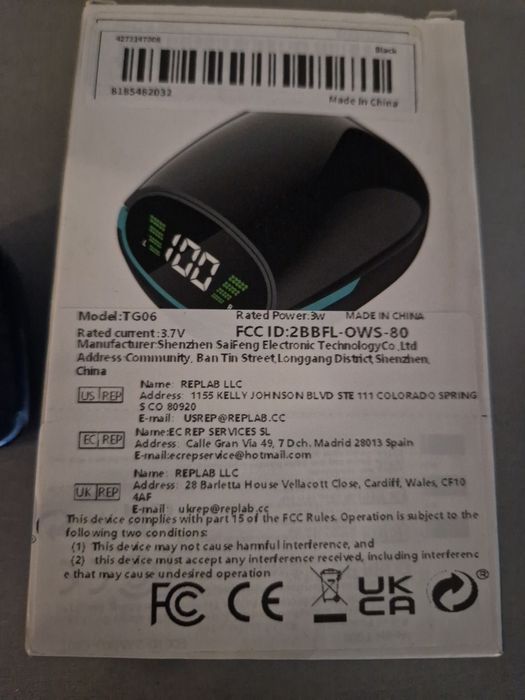 4273147006
Black
8185482032
Made In China
L 100 R
Model:TG06 Rated Power:3w MADE IN CHINA
Rated current:3.7V FCC ID:2BBFL-OWS-80
Manufacturer:Shenzhen SaiFeng Electronic TechnologyCo.,Ltd
Address:Community, Ban Tin Street,Longgang District,Shenzhen,
China
US REP
Name: REPLAB LLC
Address: 1155 KELLY JOHNSON BLVD STE 111 COLORADO SPRING
S CO 80920
E-mail: USREP@REPLAB.CC
EC REP
Name:EC REP SERVICES SL
Address: Calle Gran Via 49, 7 Dch. Madrid 28013 Spain
E-mail:ecrepservice@hotmail.com
UK REP
Name: REPLAB LLC
Address: 28 Barletta House Vellacott Close, Cardiff, Wales, CF10
4AF
E-mail: ukrep@replab.cc
This device complies with part 15 of the FCC Rules. Operation is subject to the
following two conditions:
(1) This device may not cause harmful interference, and
(2) this device must accept any interference received, including interferenc
e that may cause undesired operation
FC CE UK CA ®